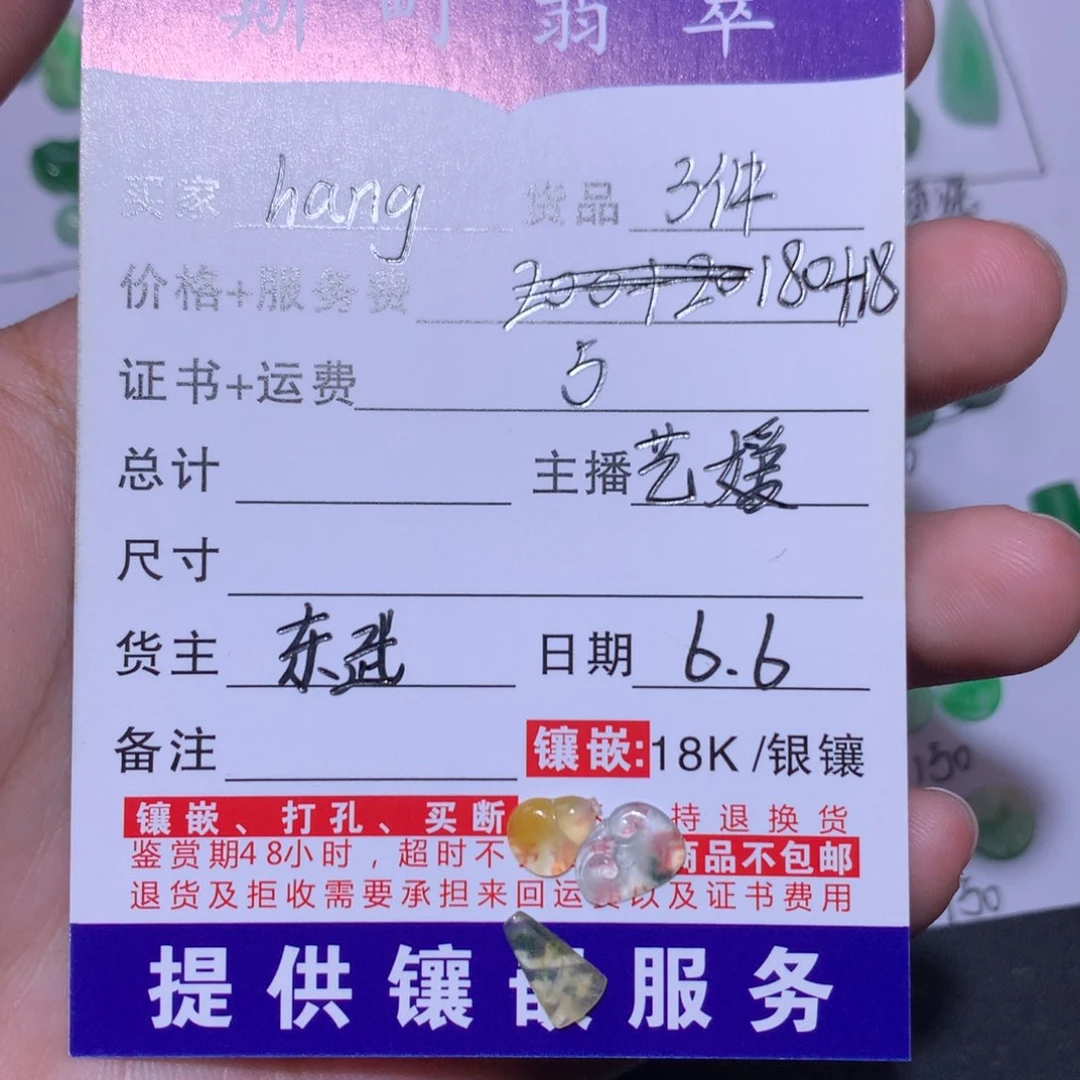 翡翠
买家 hang 货品 3件
价格+服务费 200+20 180+18
证书+运费 5
总计 主播 艺媛
尺寸
货主 东武 日期 6.6
备注 镶嵌:18K/银镶
镶嵌、打孔、买断 持退换货
鉴赏期48小时，超时不 商品不包邮
退货及拒收需要承担来回运费以及证书费用
提供镶嵌服务
150
150